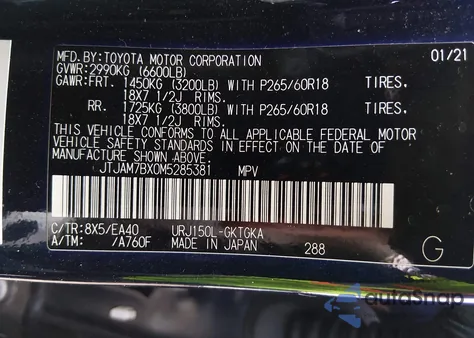 MFD.BY:TOYOTA MOTOR CORPORATION 01/21
GVWR:2990KG (6600LB)
GAWR:FRT. 1450KG (3200LB) WITH P265/60R18 TIRES.
18X7 1/2J RIMS.
RR. 1725KG (3800LB) WITH P265/60R18 TIRES.
18X7 1/2J RIMS.
THIS VEHICLE CONFORMS TO ALL APPLICABLE FEDERAL MOTOR
VEHICLE SAFETY STANDARDS IN EFFECT ON THE DATE OF
MANUFACTURE SHOWN ABOVE.
JTJAM7BX0M5285381 MPV
C/TR:8X5/EA40 URJ150L-GKTGKA
A/TM: /A760F MADE IN JAPAN 288
G
autoSnap